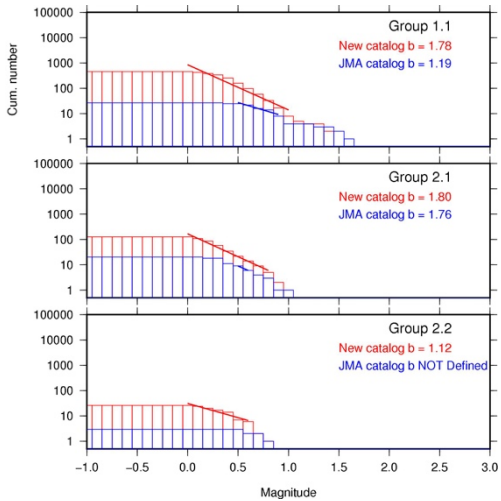 Cum. number
100000
10000
1000
100
10
1
Group 1.1
New catalog b = 1.78
JMA catalog b = 1.19
100000
10000
1000
100
10
1
Group 2.1
New catalog b = 1.80
JMA catalog b = 1.76
100000
10000
1000
100
10
1
Group 2.2
New catalog b = 1.12
JMA catalog b NOT Defined
−1.0 −0.5 0.0 0.5 1.0 1.5 2.0 2.5 3.0
Magnitude